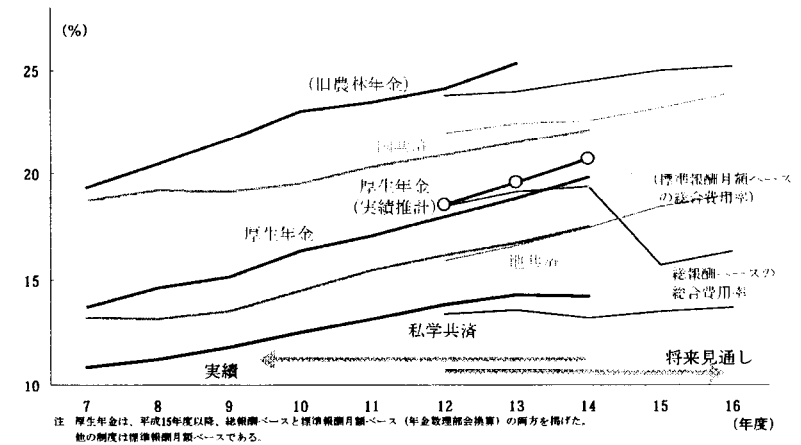 (%)
25
20
15
10
(旧農林年金)
国共済
厚生年金
(実績推計)
(標準報酬月額ベース
の総合費用率)
厚生年金
地共済
総報酬ベースの
総合費用率
私学共済
実績
将来見通し
7 8 9 10 11 12 13 14 15 16
(年度)
注 厚生年金は、平成15年度以降、総報酬ベースと標準報酬月額ベース(年金数理部会換算)の両方を掲げた。
他の制度は標準報酬月額ベースである。